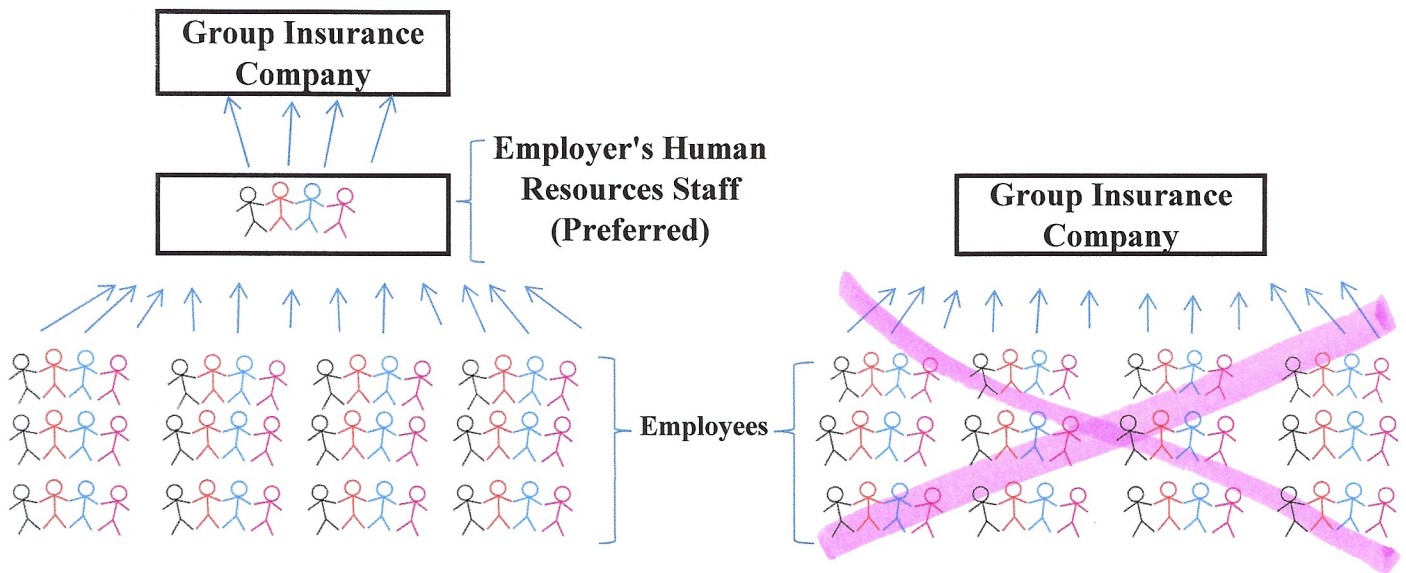 Group Insurance
Company
Employer's Human
Resources Staff
(Preferred)
Group Insurance
Company
Employees